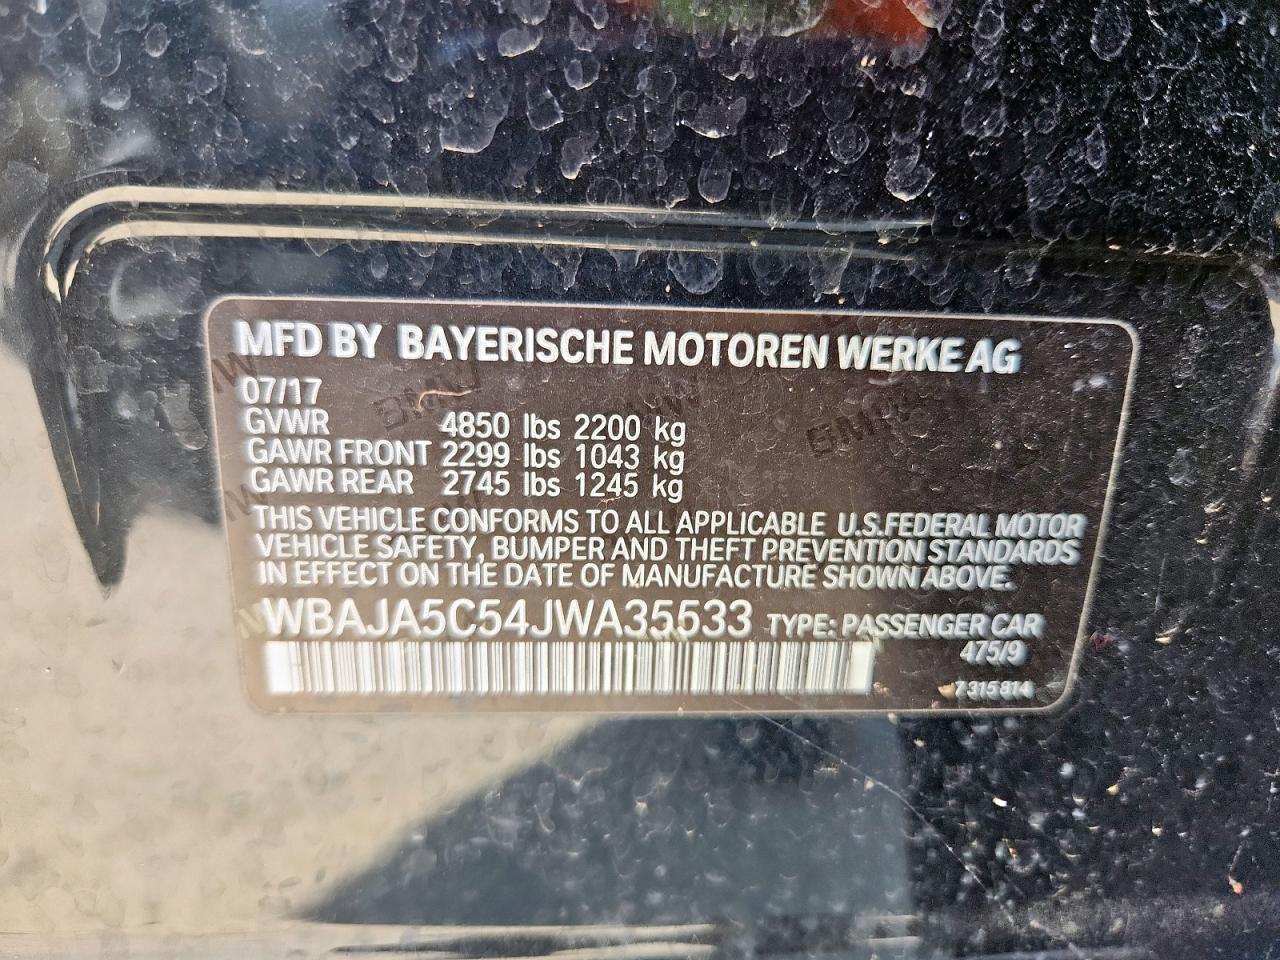 MFD BY BAYERISCHE MOTOREN WERKE AG
07/17
GVWR 4850 lbs 2200 kg
GAWR FRONT 2299 lbs 1043 kg
GAWR REAR 2745 lbs 1245 kg
THIS VEHICLE CONFORMS TO ALL APPLICABLE U.S.FEDERAL MOTOR
VEHICLE SAFETY, BUMPER AND THEFT PREVENTION STANDARDS
IN EFFECT ON THE DATE OF MANUFACTURE SHOWN ABOVE.
WBAJA5C54JWA35533 TYPE: PASSENGER CAR
475/9
7 315 814